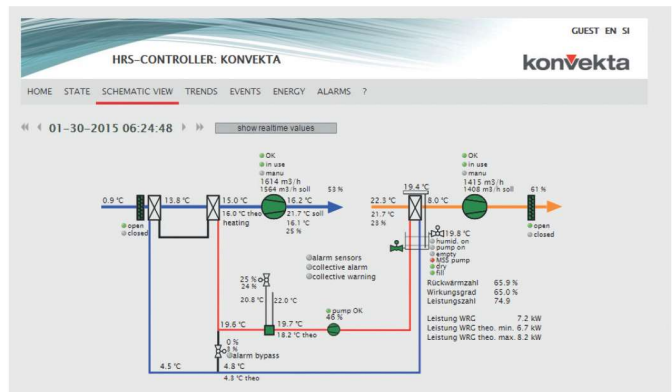 GUEST EN SI
HRS-CONTROLLER: KONVEKTA
konvekta
HOME STATE SCHEMATIC VIEW TRENDS EVENTS ENERGY ALARMS ?
01-30-2015 06:24:48
show realtime values
OK
in use
manu
1614 m3/h
1564 m3/h soll
53 %
0.9 °C
13.8 °C
15.0 °C
16.2 °C
16.0 °C theo
heating
21.7 °C soll
16.1 °C
25 %
open
closed
OK
in use
manu
1415 m3/h
1408 m3/h soll
61 %
22.3 °C
19.4 °C
8.0 °C
21.7 °C
23 %
open
closed
19.8 °C
humid. on
pump on
empty
MSS pump
dry
fill
alarm sensors
collective alarm
collective warning
25 %
24 %
20.8 °C
22.0 °C
pump OK
46 %
19.6 °C
19.7 °C
18.2 °C theo
0 %
3 %
alarm bypass
4.5 °C
4.8 °C
4.3 °C theo
Rückwärmzahl 65.9 %
Wirkungsgrad 65.0 %
Leistungszahl 74.9
Leistung WRG 7.2 kW
Leistung WRG theo. min. 6.7 kW
Leistung WRG theo. max. 8.2 kW